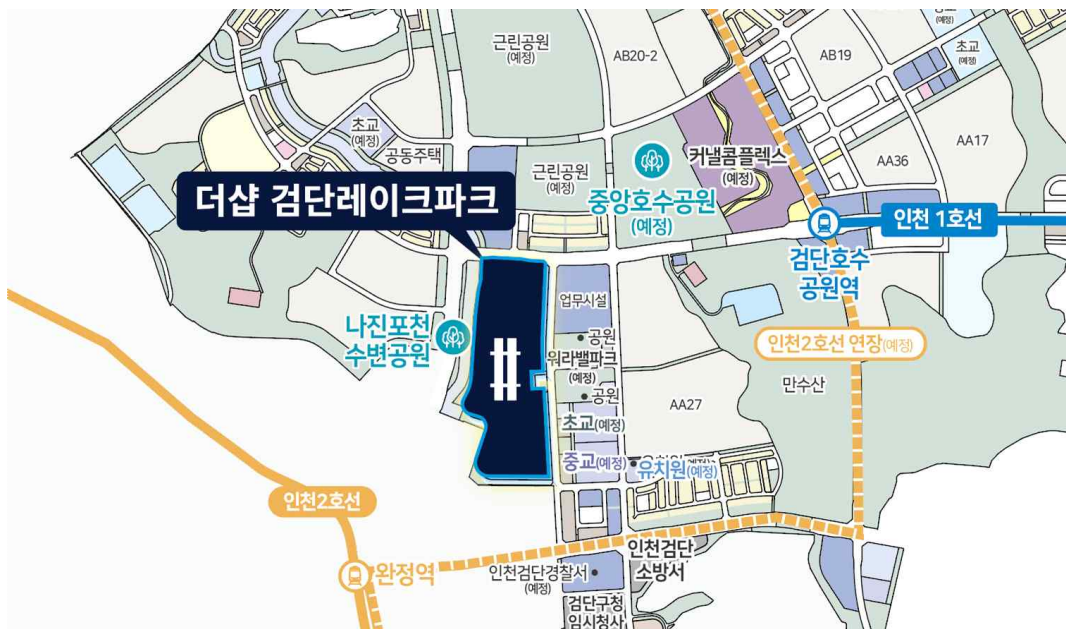 근린공원
(예정)
AB20-2
AB19
(예정)
초교
(예정)
AA17
초교
(예정)
공동주택
근린공원
(예정)
중앙호수공원
(예정)
커낼콤플렉스
(예정)
AA36
더샵 검단레이크파크
인천 1호선
검단호수
공원역
나진포천
수변공원
업무시설
공원
워라밸파크
(예정)
공원
인천2호선 연장(예정)
만수산
AA27
초교(예정)
중교(예정)
유치원(예정)
인천2호선
완정역
인천검단
소방서
인천검단경찰서
(예정)
검단구청
임시청사